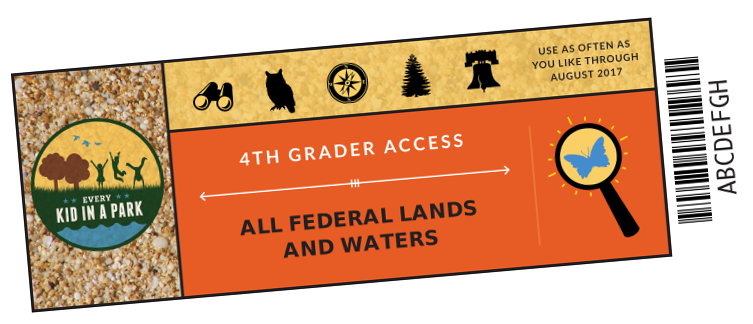 EVERY
KID IN A PARK
USE AS OFTEN AS
YOU LIKE THROUGH
AUGUST 2017
4TH GRADER ACCESS
ALL FEDERAL LANDS
AND WATERS
ABCDEFGH